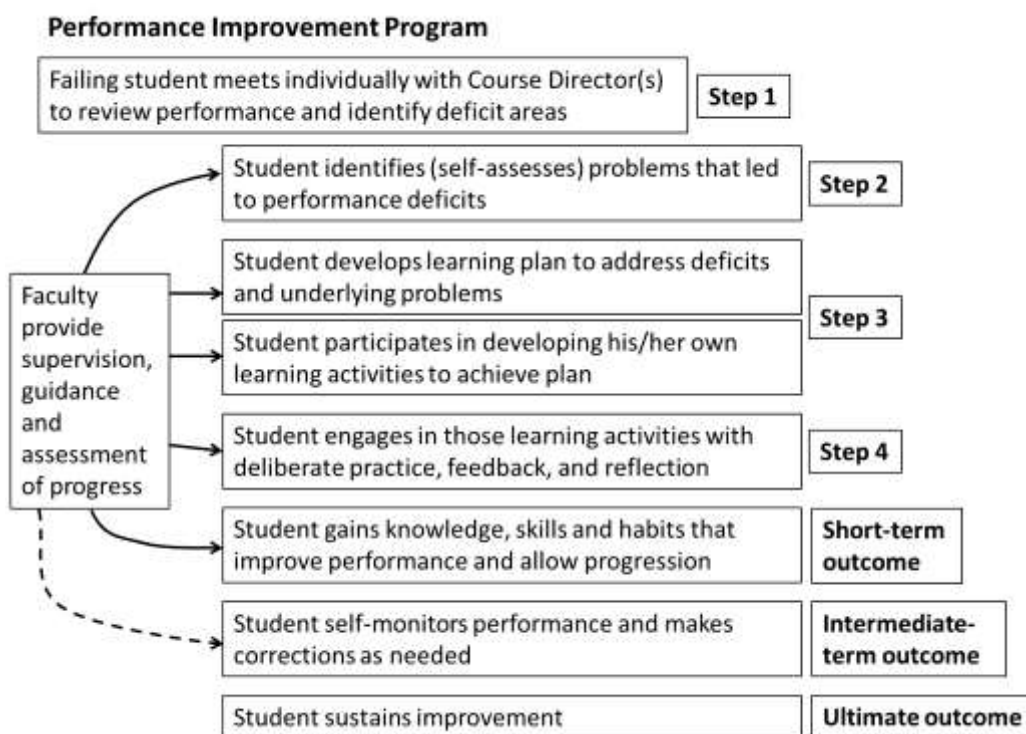 Performance Improvement Program
Failing student meets individually with Course Director(s)
to review performance and identify deficit areas
Step 1
Student identifies (self-assesses) problems that led
to performance deficits
Step 2
Faculty
provide
supervision,
guidance
and
assessment
of progress
Student develops learning plan to address deficits
and underlying problems
Step 3
Student participates in developing his/her own
learning activities to achieve plan
Student engages in those learning activities with
deliberate practice, feedback, and reflection
Step 4
Student gains knowledge, skills and habits that
improve performance and allow progression
Short-term
outcome
Student self-monitors performance and makes
corrections as needed
Intermediate-
term outcome
Student sustains improvement
Ultimate outcome